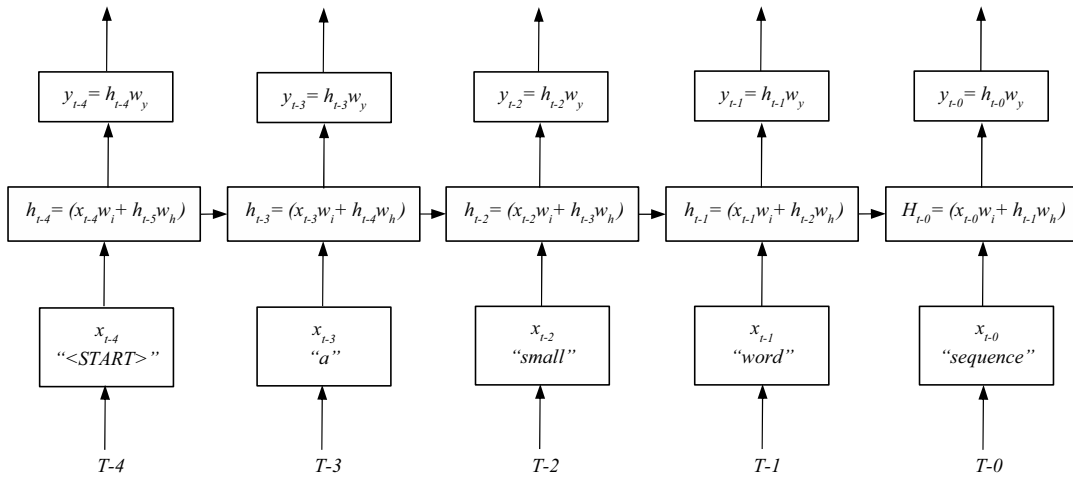 y_{t-4}= h_{t-4}w_y
y_{t-3}= h_{t-3}w_y
y_{t-2}= h_{t-2}w_y
y_{t-1}= h_{t-1}w_y
y_{t-0}= h_{t-0}w_y
h_{t-4}= (x_{t-4}w_i+ h_{t-5}w_h)
h_{t-3}= (x_{t-3}w_i+ h_{t-4}w_h)
h_{t-2}= (x_{t-2}w_i+ h_{t-3}w_h)
h_{t-1}= (x_{t-1}w_i+ h_{t-2}w_h)
H_{t-0}= (x_{t-0}w_i+ h_{t-1}w_h)
x_{t-4}
“<START>”
x_{t-3}
“a”
x_{t-2}
“small”
x_{t-1}
“word”
x_{t-0}
“sequence”
T-4
T-3
T-2
T-1
T-0